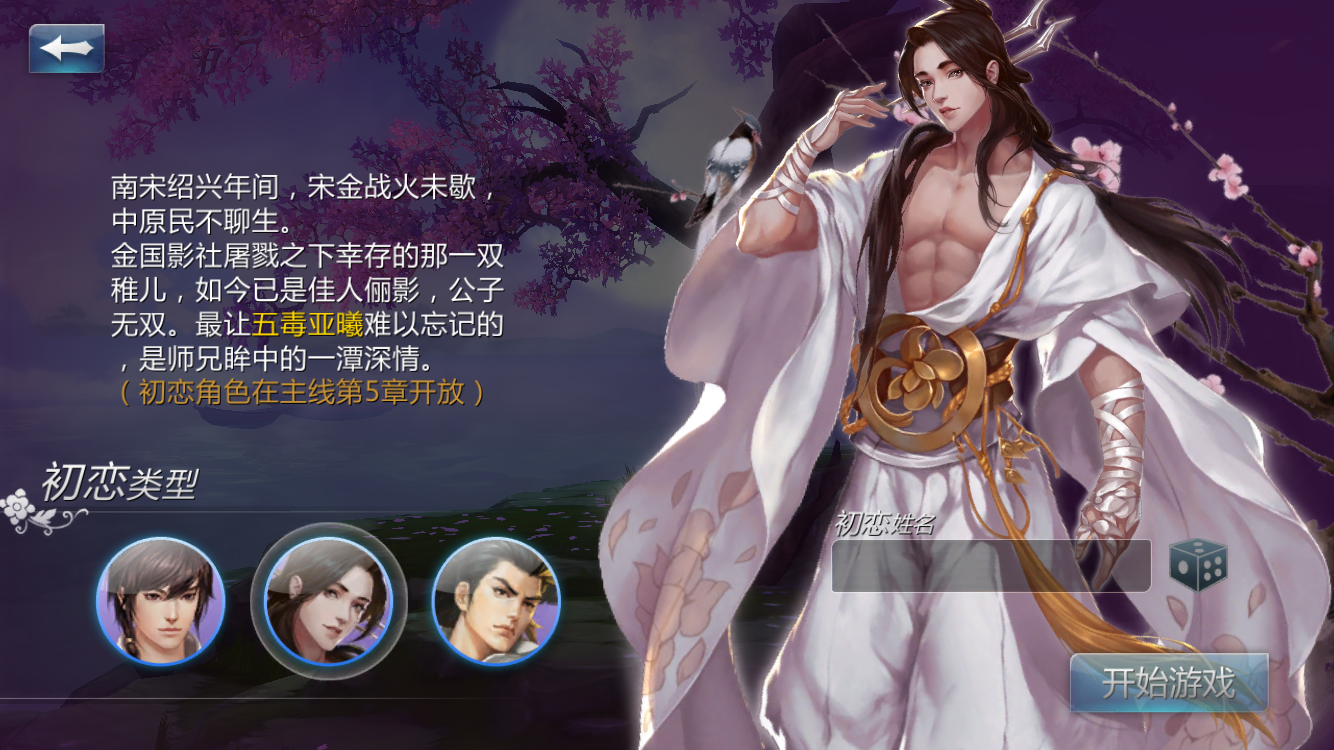 南宋绍兴年间，宋金战火未歇，
中原民不聊生。
金国影社屠戮之下幸存的那一双
稚儿，如今已是佳人俪影，公子
无双。最让五毒亚曦难以忘记的
，是师兄眸中的一潭深情。
（初恋角色在主线第5章开放）
初恋类型
初恋姓名
开始游戏